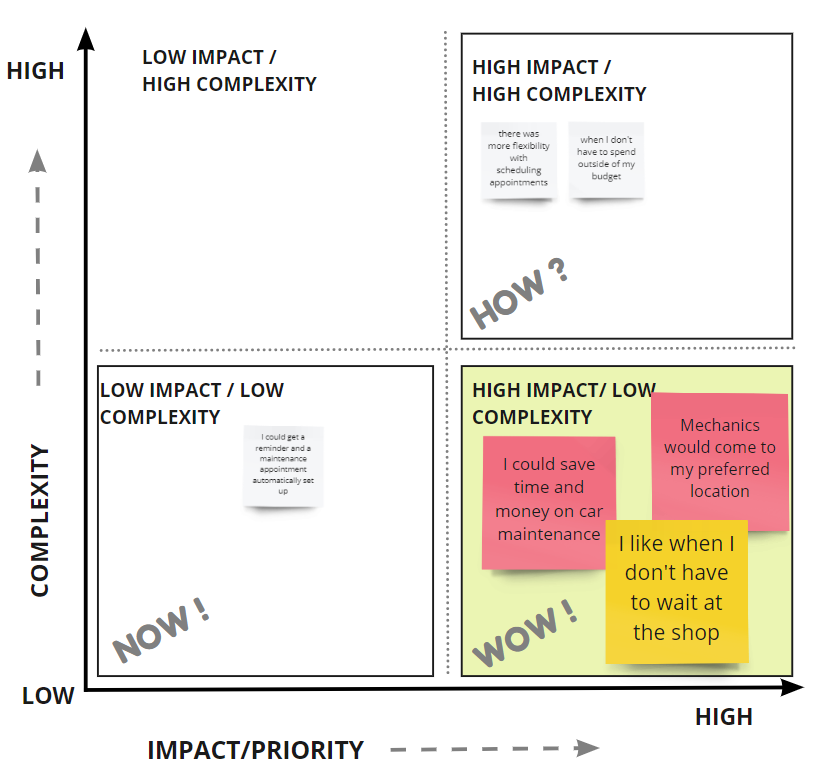 HIGH
LOW IMPACT /
HIGH COMPLEXITY
HIGH IMPACT /
HIGH COMPLEXITY
there was
more flexibility
with
scheduling
appointments
when I don't
have to spend
outside of my
budget
HOW ?
COMPLEXITY
LOW IMPACT / LOW
COMPLEXITY
I could get a
reminder and a
maintenance
appointment
automatically set
up
NOW !
HIGH IMPACT/ LOW
COMPLEXITY
Mechanics
would come to
my preferred
location
I could save
time and
money on car
maintenance
I like when I
don't have
to wait at
the shop
WOW !
LOW
HIGH
IMPACT/PRIORITY